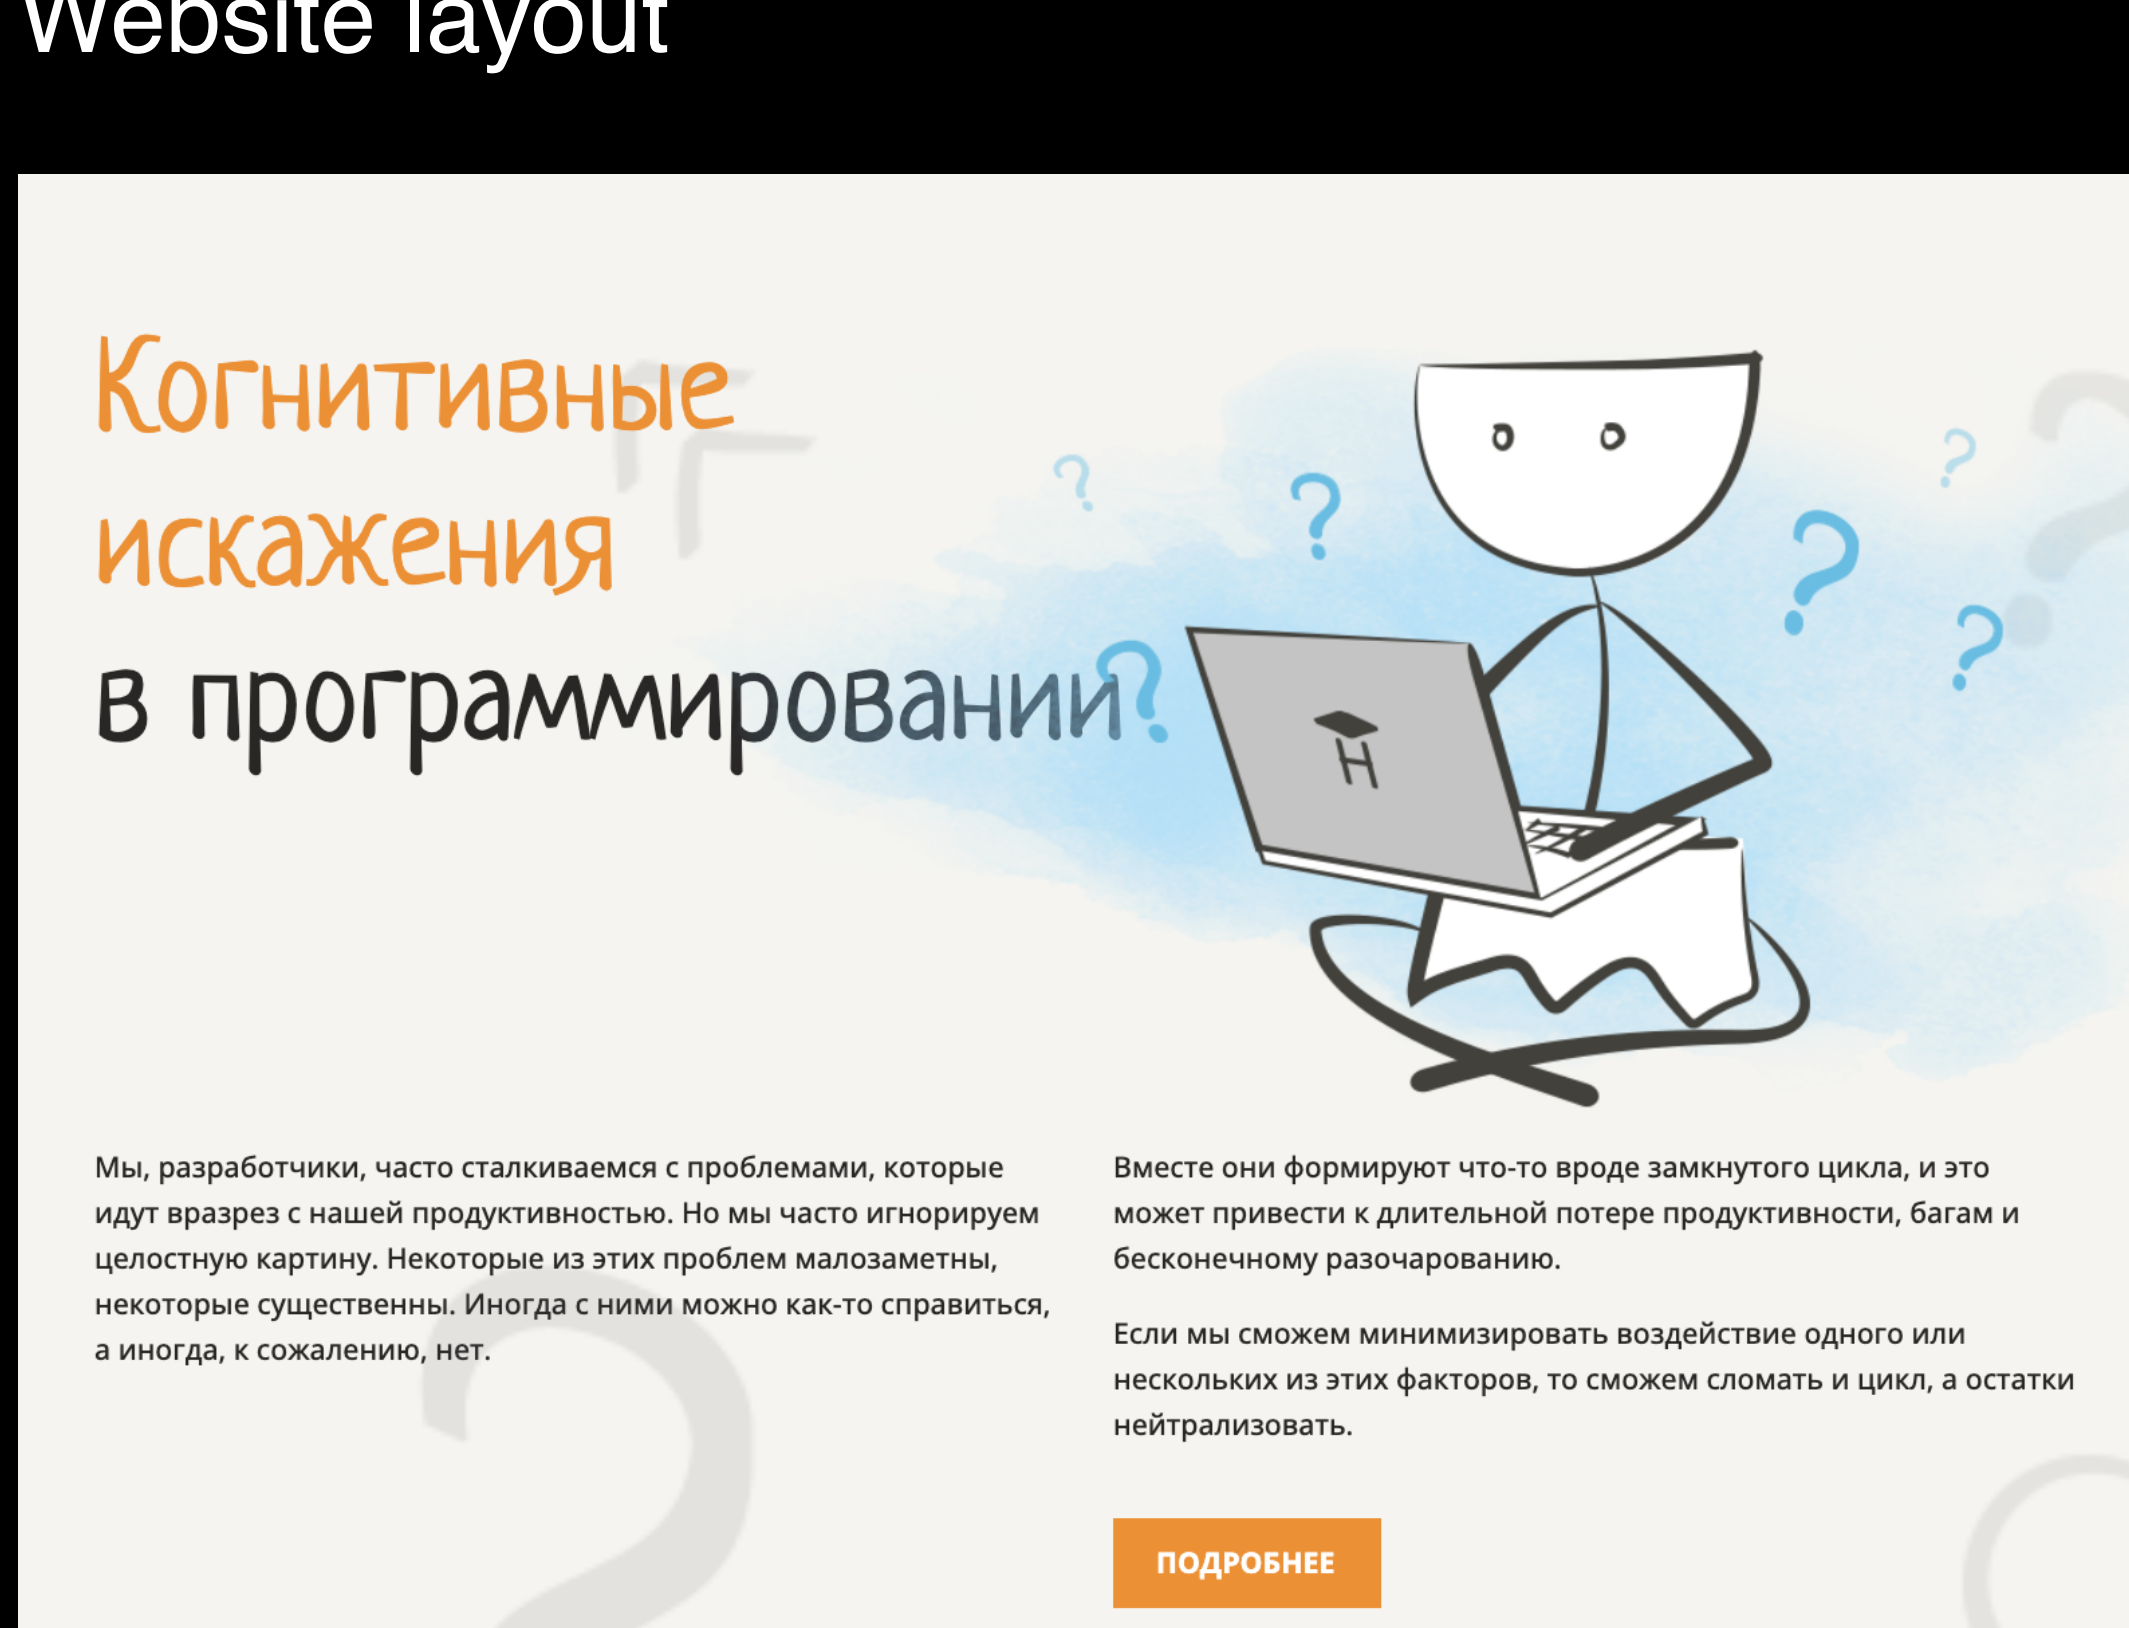 Website layout
Когнитивные
искажения
в программировании
?
?
?
?
?
?
?
H
Мы, разработчики, часто сталкиваемся с проблемами, которые
идут вразрез с нашей продуктивностью. Но мы часто игнорируем
целостную картину. Некоторые из этих проблем малозаметны,
некоторые существенны. Иногда с ними можно как-то справиться,
а иногда, к сожалению, нет.
Вместе они формируют что-то вроде замкнутого цикла, и это
может привести к длительной потере продуктивности, багам и
бесконечному разочарованию.
Если мы сможем минимизировать воздействие одного или
нескольких из этих факторов, то сможем сломать и цикл, а остатки
нейтрализовать.
ПОДРОБНЕЕ